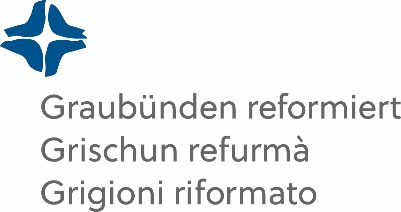 Graubünden reformiert
Grischun refurmà
Grigioni riformato